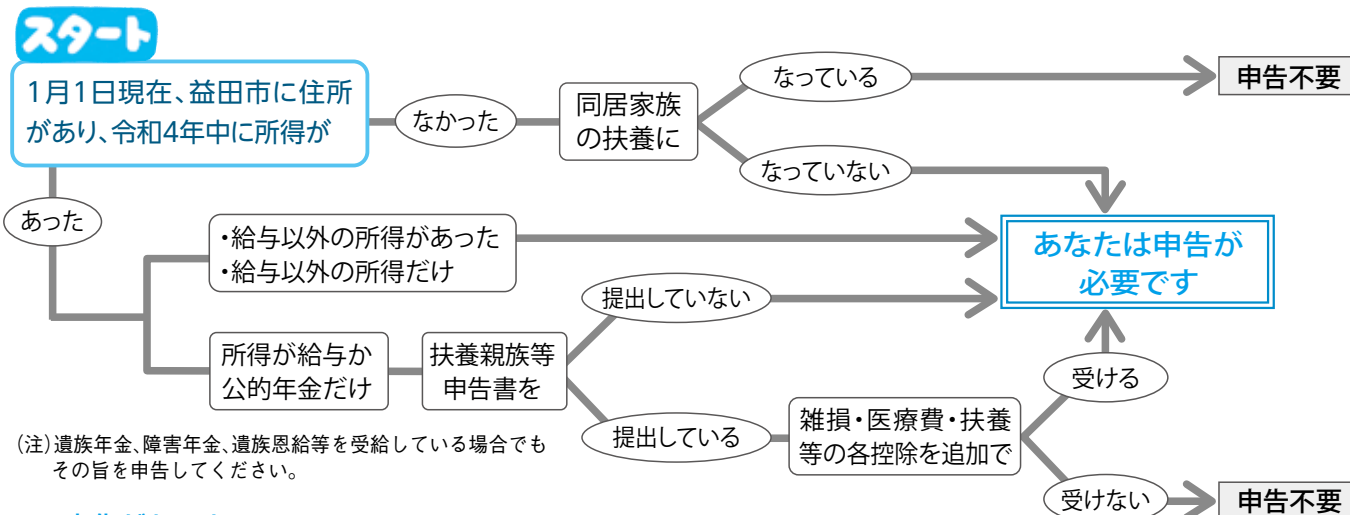 スタート
1月1日現在、益田市に住所
があり、令和4年中に所得が
なかった
同居家族
の扶養に
なっている
申告不要
なっていない
あった
・給与以外の所得があった
・給与以外の所得だけ
あなたは申告が
必要です
提出していない
所得が給与か
公的年金だけ
扶養親族等
申告書を
提出している
雑損・医療費・扶養
等の各控除を追加で
受ける
受けない
申告不要
(注)遺族年金、障害年金、遺族恩給等を受給している場合でも
その旨を申告してください。